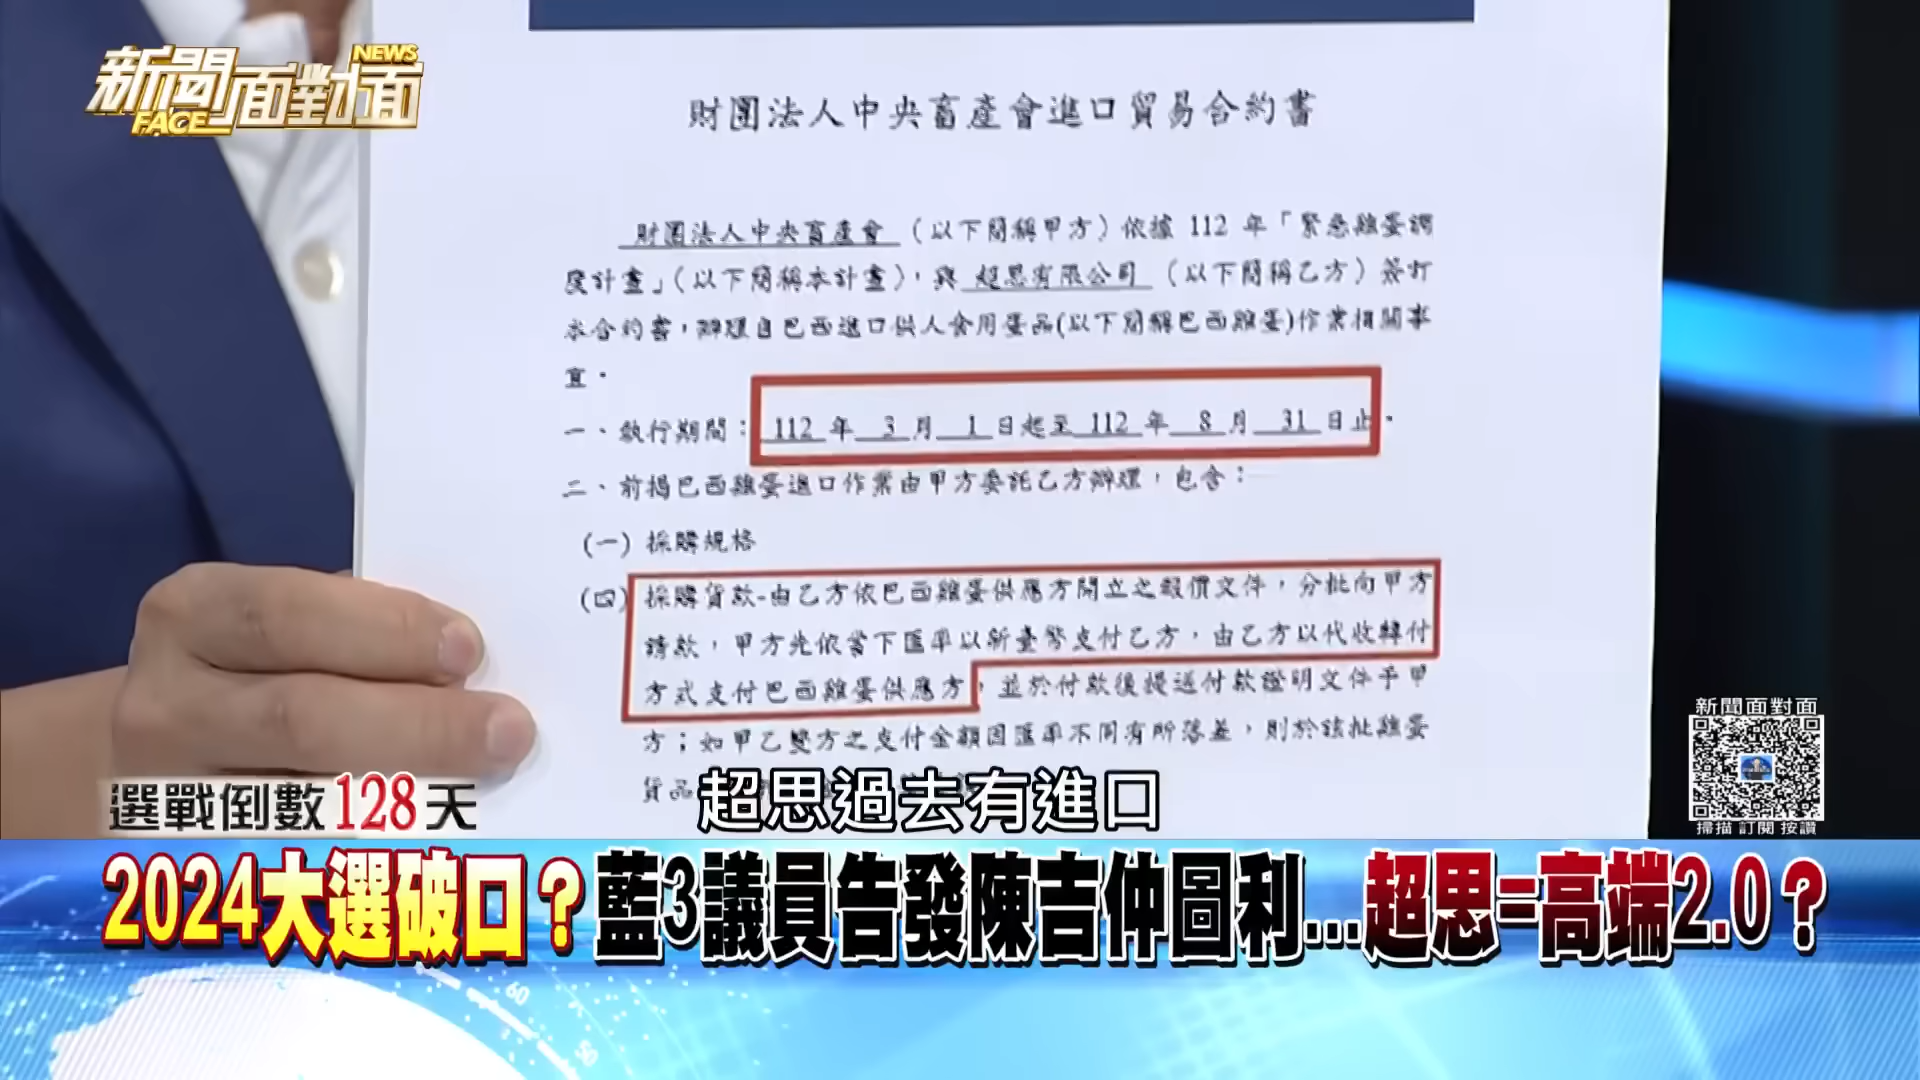 新聞面對面
NEWS
FACE
財團法人中央畜產會進口貿易合約書
財團法人中央畜產會（以下簡稱甲方）依據 112 年「緊急雞蛋調
度計畫」（以下簡稱本計畫），與 超思有限公司 （以下簡稱乙方）簽訂
本合約書，辦理自巴西進口供人食用蛋品(以下簡稱巴西雞蛋)作業相關事
宜。
一、執行期間：112 年 3 月 1 日起至 112 年 8 月 31 日止。
二、前揭巴西雞蛋進口作業由甲方委託乙方辦理，包含：
(一) 採購規格
(四) 採購貨款-由乙方依巴西雞蛋供應方開立之報價文件，分批向甲方
請款，甲方先依當下匯率以新臺幣支付乙方，由乙方以代收轉付
方式支付巴西雞蛋供應方，並於付款後提送付款證明文件予甲
方；如甲乙雙方之支付金額因匯率不同有所落差，則於該批雞蛋
貨品
新聞面對面
掃描 訂閱 按讚
選戰倒數128天
超思過去有進口
2024大選破口？藍3議員告發陳吉仲圖利...超思=高端2.0？
60
50